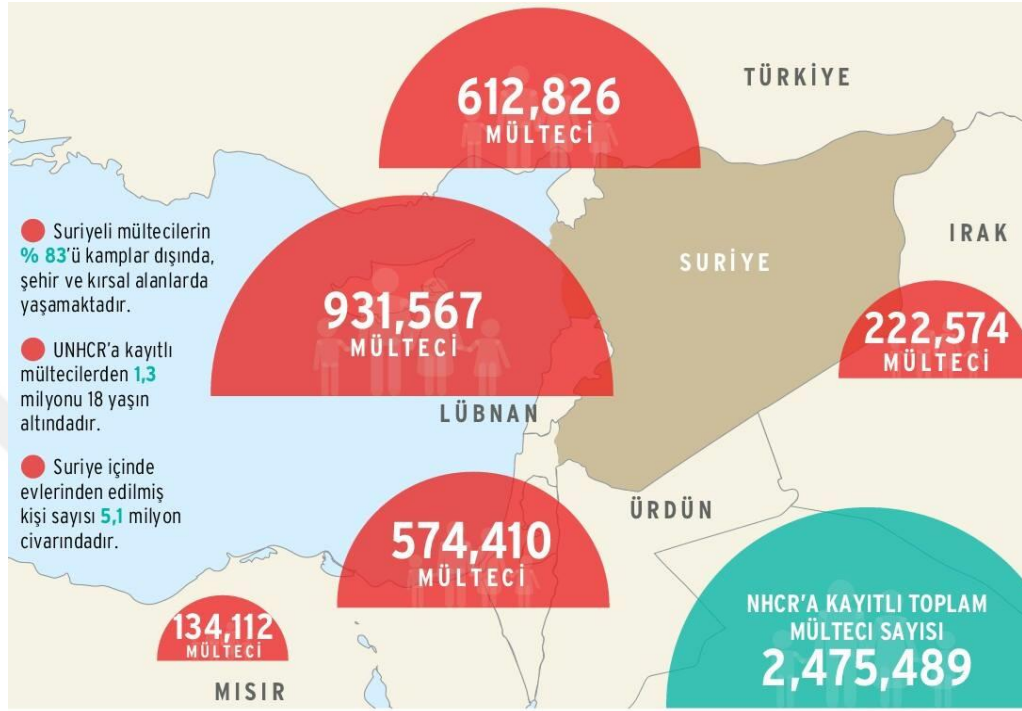 612,826
MÜLTECİ
TÜRKİYE
Suriyeli mültecilerin
% 83'ü kamplar dışında,
şehir ve kırsal alanlarda
yaşamaktadır.
UNHCR'a kayıtlı
mültecilerden 1,3
milyonu 18 yaşın
altındadır.
Suriye içinde
evlerinden edilmiş
kişi sayısı 5,1 milyon
civarındadır.
SURİYE
IRAK
931,567
MÜLTECİ
222,574
MÜLTECİ
LÜBNAN
ÜRDÜN
574,410
MÜLTECİ
134,112
MÜLTECİ
MISIR
NHCR'A KAYITLI TOPLAM
MÜLTECI SAYISI
2,475,489